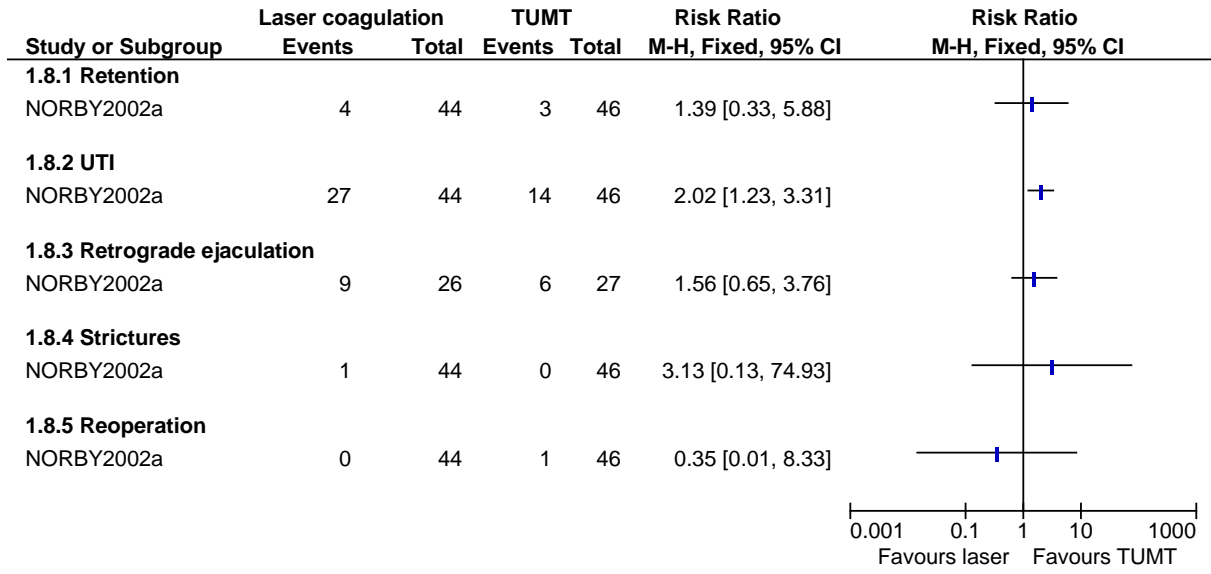 Laser coagulation TUMT Risk Ratio Risk Ratio
Study or Subgroup Events Total Events Total M-H, Fixed, 95% CI M-H, Fixed, 95% CI
1.8.1 Retention
NORBY2002a 4 44 3 46 1.39 [0.33, 5.88]
1.8.2 UTI
NORBY2002a 27 44 14 46 2.02 [1.23, 3.31]
1.8.3 Retrograde ejaculation
NORBY2002a 9 26 6 27 1.56 [0.65, 3.76]
1.8.4 Strictures
NORBY2002a 1 44 0 46 3.13 [0.13, 74.93]
1.8.5 Reoperation
NORBY2002a 0 44 1 46 0.35 [0.01, 8.33]
0.001 0.1 1 10 1000
Favours laser Favours TUMT